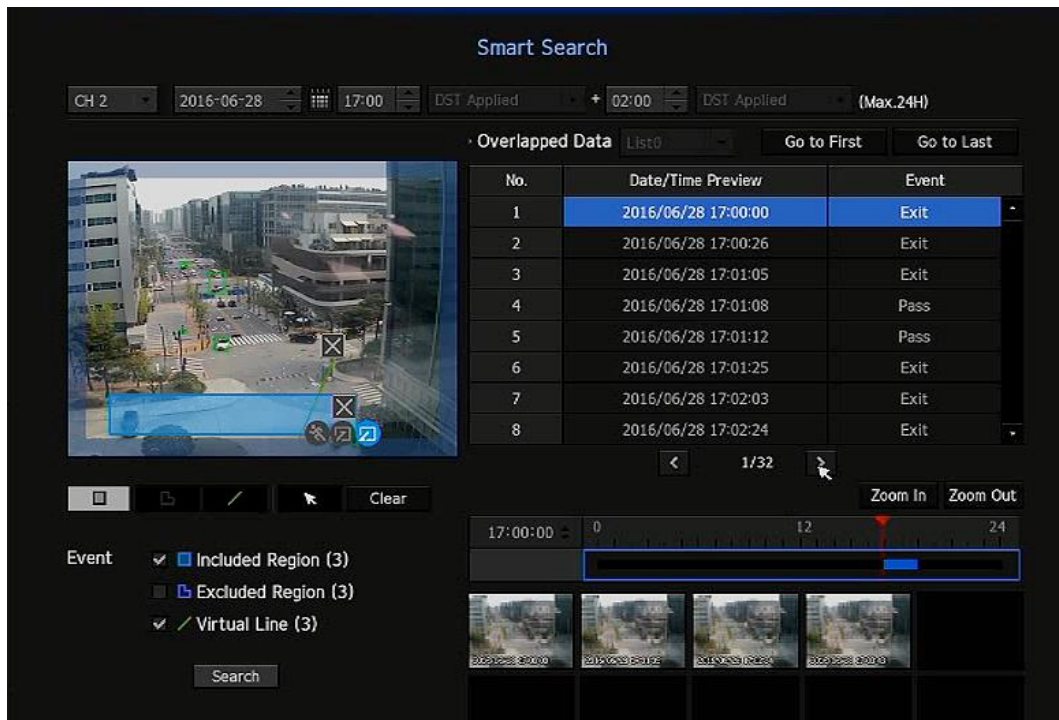 Smart Search
CH 2 2016-06-28 17:00 DST Applied + 02:00 DST Applied (Max.24H)
Overlapped Data List0 Go to First Go to Last
No. Date/Time Preview Event
1 2016/06/28 17:00:00 Exit
2 2016/06/28 17:00:26 Exit
3 2016/06/28 17:01:05 Exit
4 2016/06/28 17:01:08 Pass
5 2016/06/28 17:01:12 Pass
6 2016/06/28 17:01:25 Exit
7 2016/06/28 17:02:03 Exit
8 2016/06/28 17:02:24 Exit
< 1/32 >
Clear
Zoom In Zoom Out
17:00:00 0 12 24
Event
Included Region (3)
Excluded Region (3)
Virtual Line (3)
Search